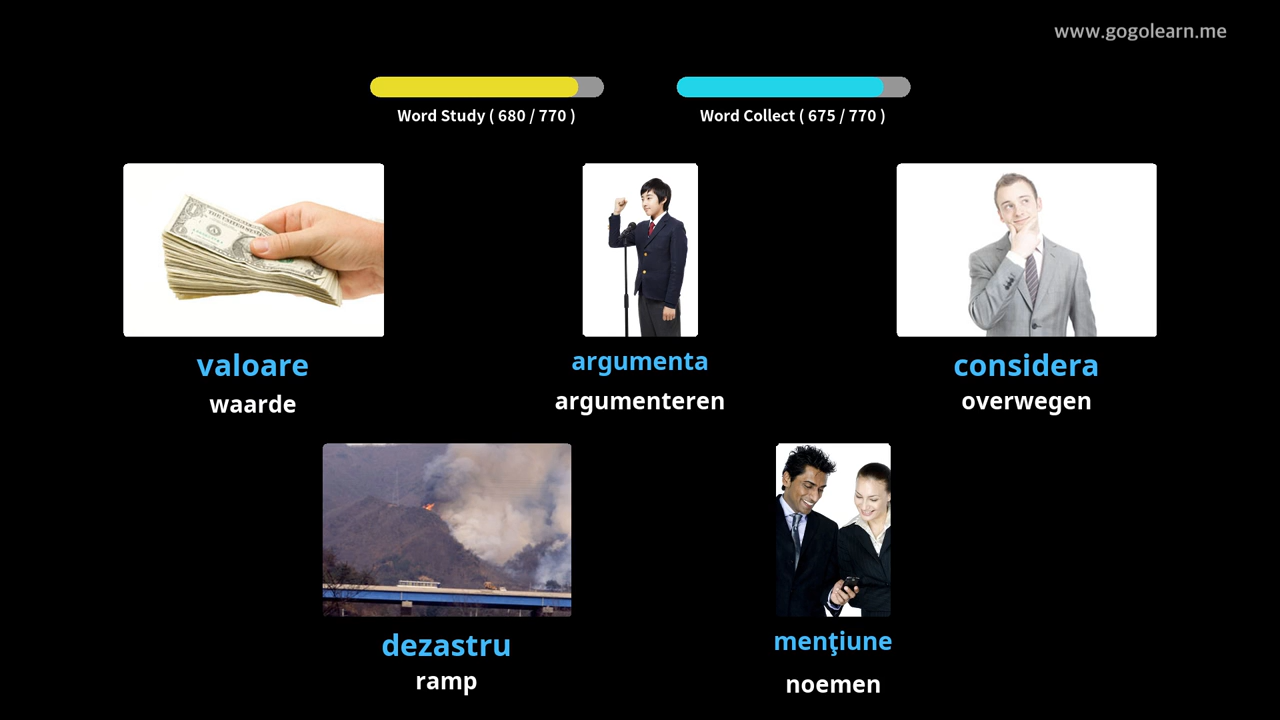 www.gogolearn.me
Word Study ( 680 / 770 )
Word Collect ( 675 / 770 )
valoare
argumenta
considera
waarde
argumenteren
overwegen
dezastru
menţiune
ramp
noemen